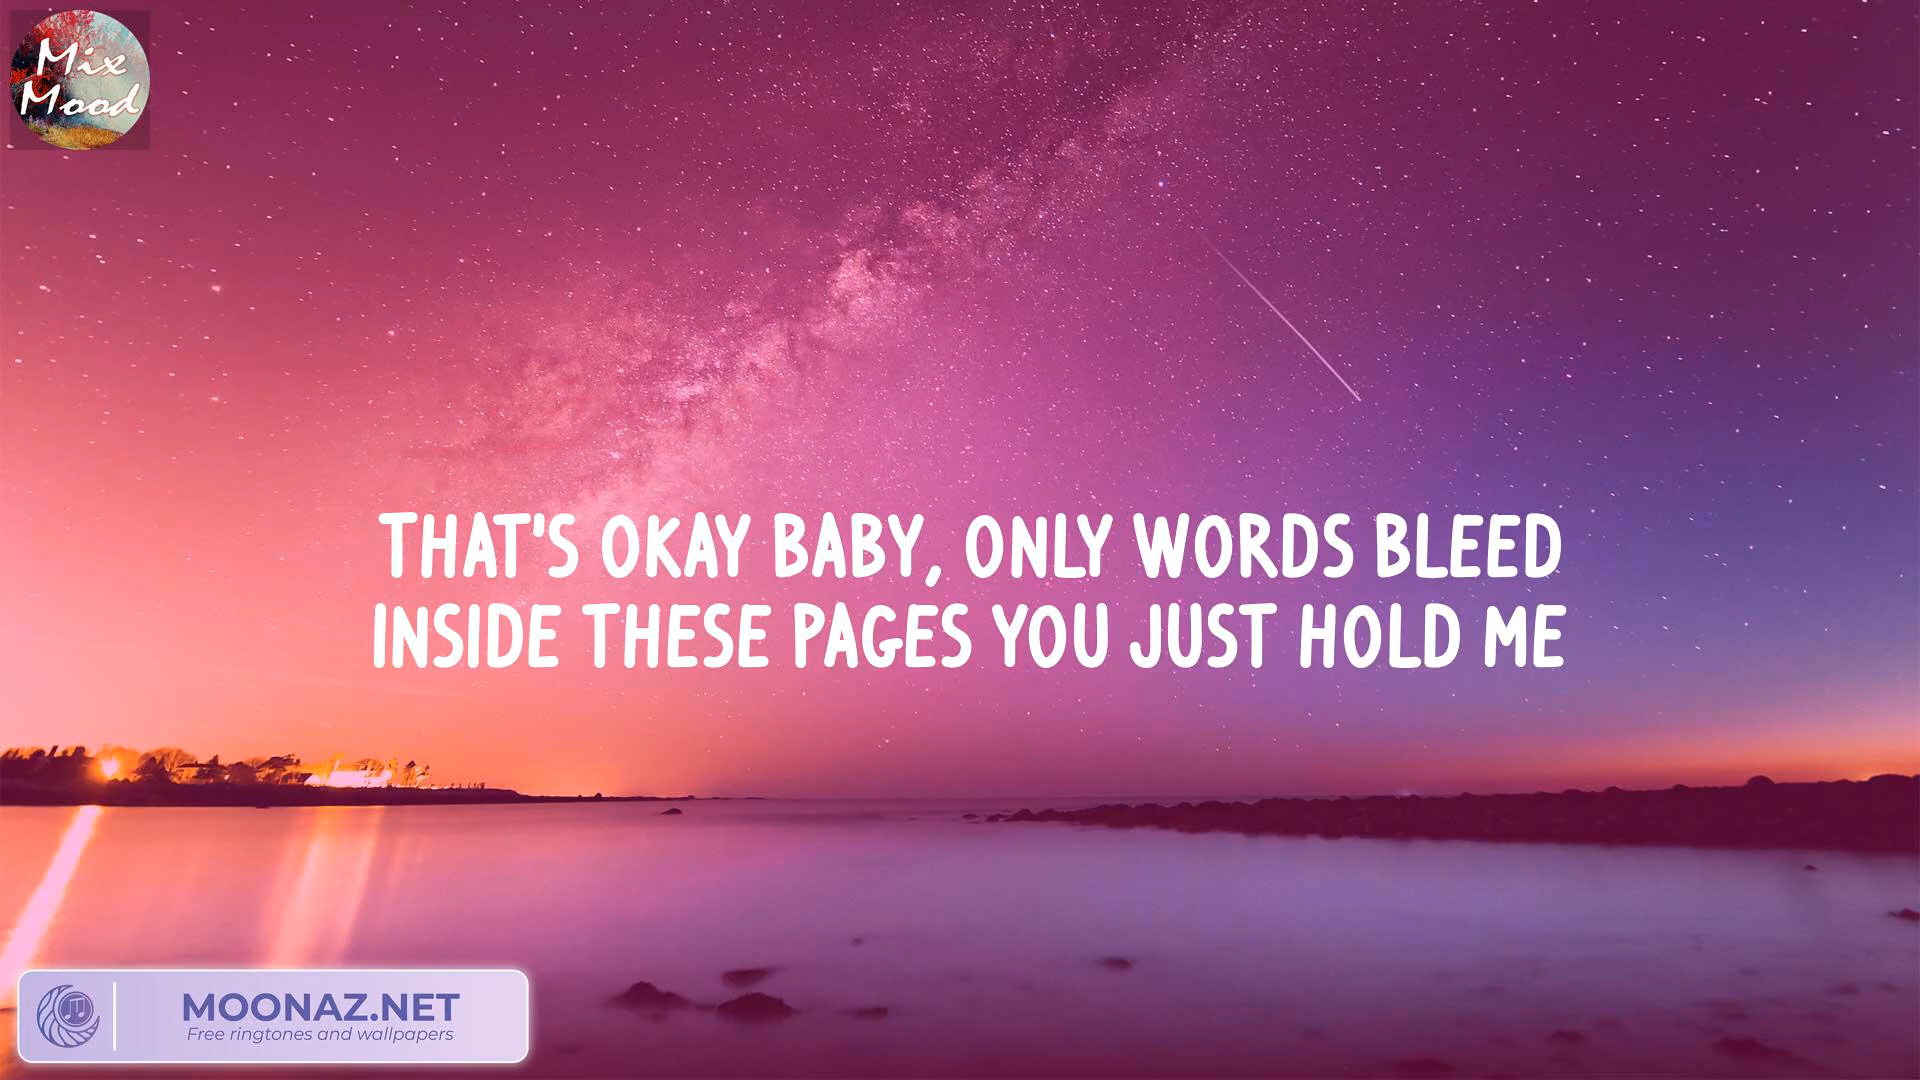 Mix
Mood
THAT'S OKAY BABY, ONLY WORDS BLEED
INSIDE THESE PAGES YOU JUST HOLD ME
MOONAZ.NET
Free ringtones and wallpapers